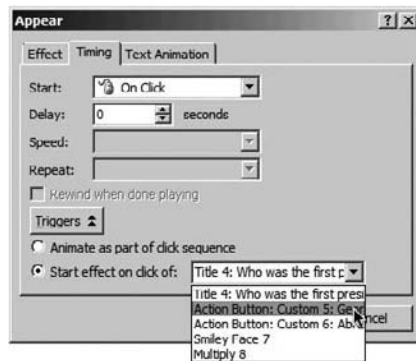 Appear
Effect Timing Text Animation
Start: On Click
Delay: 0 seconds
Speed:
Repeat:
Rewind when done playing
Triggers
Animate as part of click sequence
Start effect on click of: Title 4: Who was the first p
Title 4: Who was the first presi
Action Button: Custom 5: Geo
Action Button: Custom 6: Ab
Smiley Face 7
Multiply 8